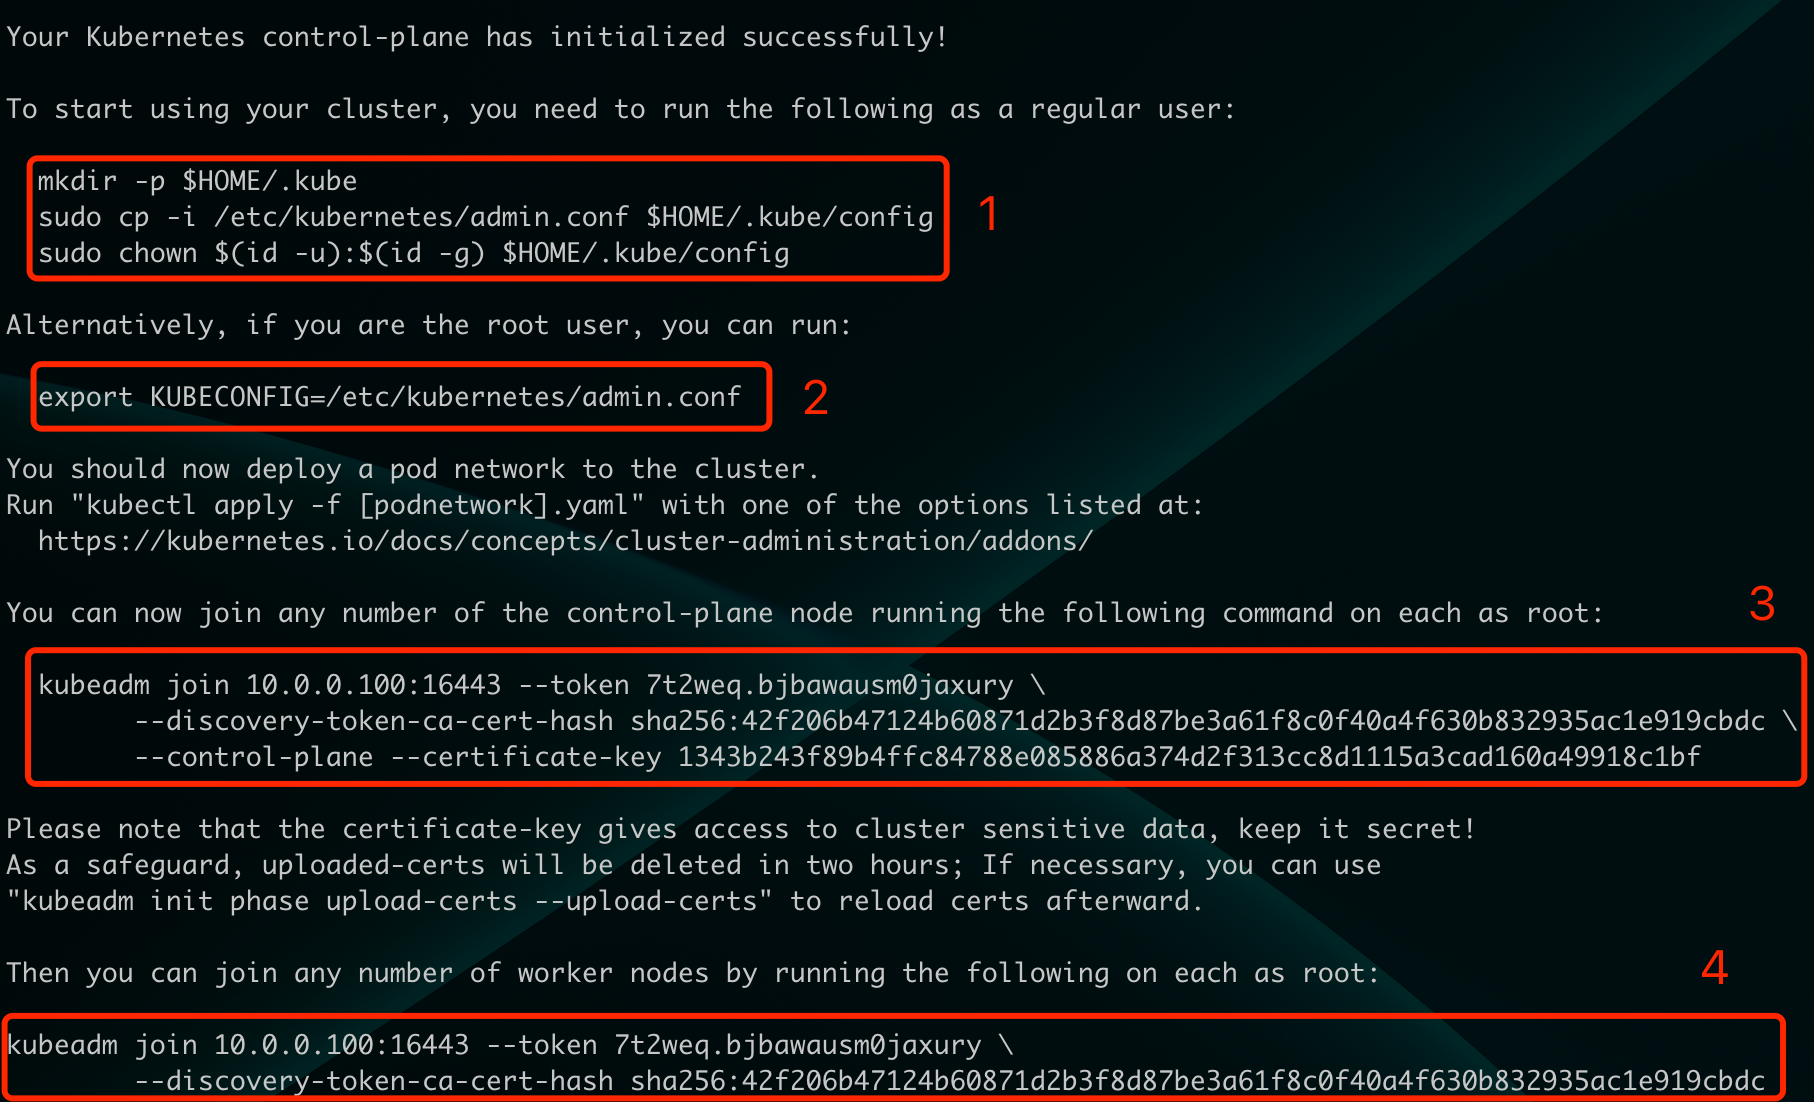 Your Kubernetes control-plane has initialized successfully!
To start using your cluster, you need to run the following as a regular user:
mkdir -p $HOME/.kube
sudo cp -i /etc/kubernetes/admin.conf $HOME/.kube/config
sudo chown $(id -u):$(id -g) $HOME/.kube/config
1
Alternatively, if you are the root user, you can run:
export KUBECONFIG=/etc/kubernetes/admin.conf
2
You should now deploy a pod network to the cluster.
Run "kubectl apply -f [podnetwork].yaml" with one of the options listed at:
https://kubernetes.io/docs/concepts/cluster-administration/addons/
You can now join any number of the control-plane node running the following command on each as root:
3
kubeadm join 10.0.0.100:16443 --token 7t2weq.bjbawausm0jaxury \
--discovery-token-ca-cert-hash sha256:42f206b47124b60871d2b3f8d87be3a61f8c0f40a4f630b832935ac1e919cbdc \
--control-plane --certificate-key 1343b243f89b4ffc84788e085886a374d2f313cc8d1115a3cad160a49918c1bf
Please note that the certificate-key gives access to cluster sensitive data, keep it secret!
As a safeguard, uploaded-certs will be deleted in two hours; If necessary, you can use
"kubeadm init phase upload-certs --upload-certs" to reload certs afterward.
Then you can join any number of worker nodes by running the following on each as root:
4
kubeadm join 10.0.0.100:16443 --token 7t2weq.bjbawausm0jaxury \
--discovery-token-ca-cert-hash sha256:42f206b47124b60871d2b3f8d87be3a61f8c0f40a4f630b832935ac1e919cbdc